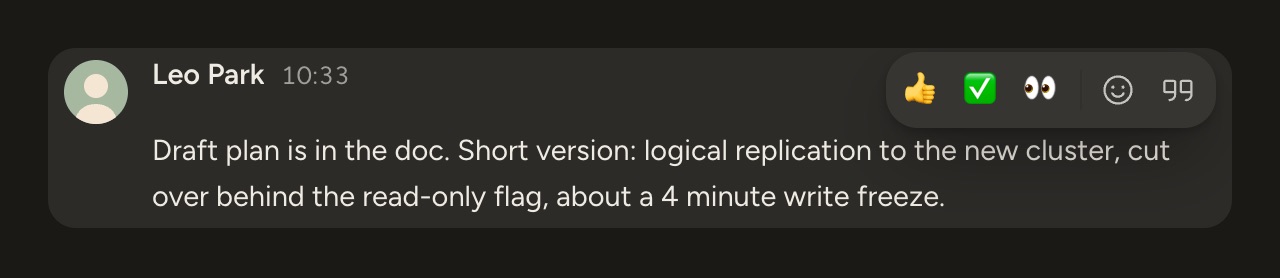 Leo Park 10:33
Draft plan is in the doc. Short version: logical replication to the new cluster, cut
over behind the read-only flag, about a 4 minute write freeze.